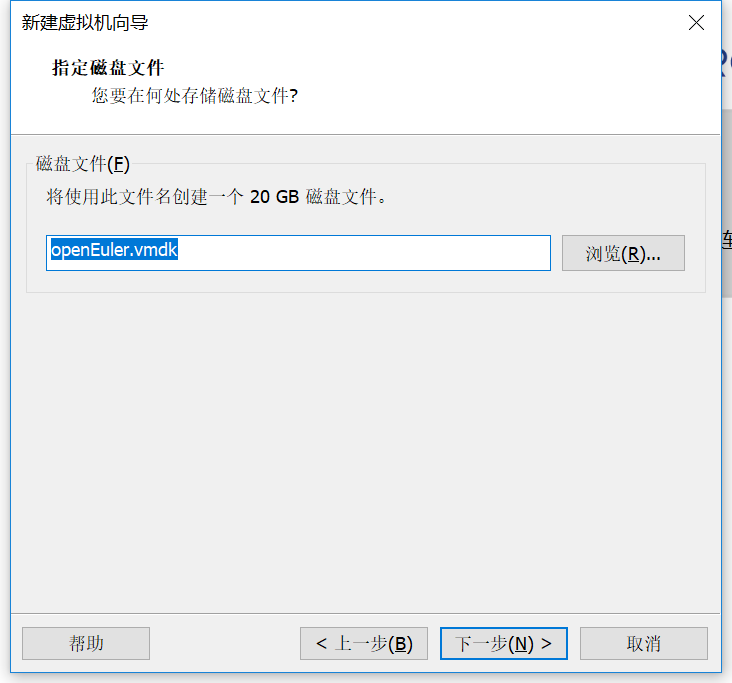 新建虚拟机向导
指定磁盘文件
您要在何处存储磁盘文件?
磁盘文件(F)
将使用此文件名创建一个 20 GB 磁盘文件。
openEuler.vmdk
浏览(R)...
帮助
< 上一步(B)
下一步(N) >
取消